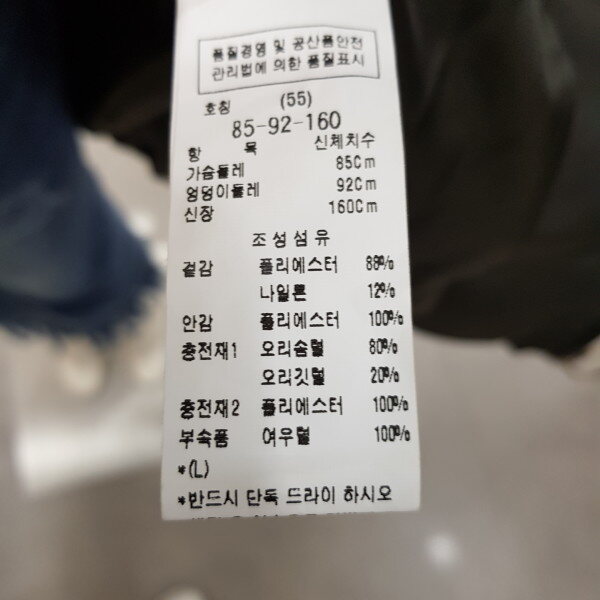 품질경영 및 공산품안전
관리법에 의한 품질표시
호칭 (55)
85-92-160
항 목 신체치수
가슴둘레 85Cm
엉덩이둘레 92Cm
신장 160Cm
조성섬유
겉감 폴리에스터 88%
나일론 12%
안감 폴리에스터 100%
충전재1 오리솜털 80%
오리깃털 20%
충전재2 폴리에스터 100%
부속품 여우털 100%
*(L)
*반드시 단독 드라이 하시오